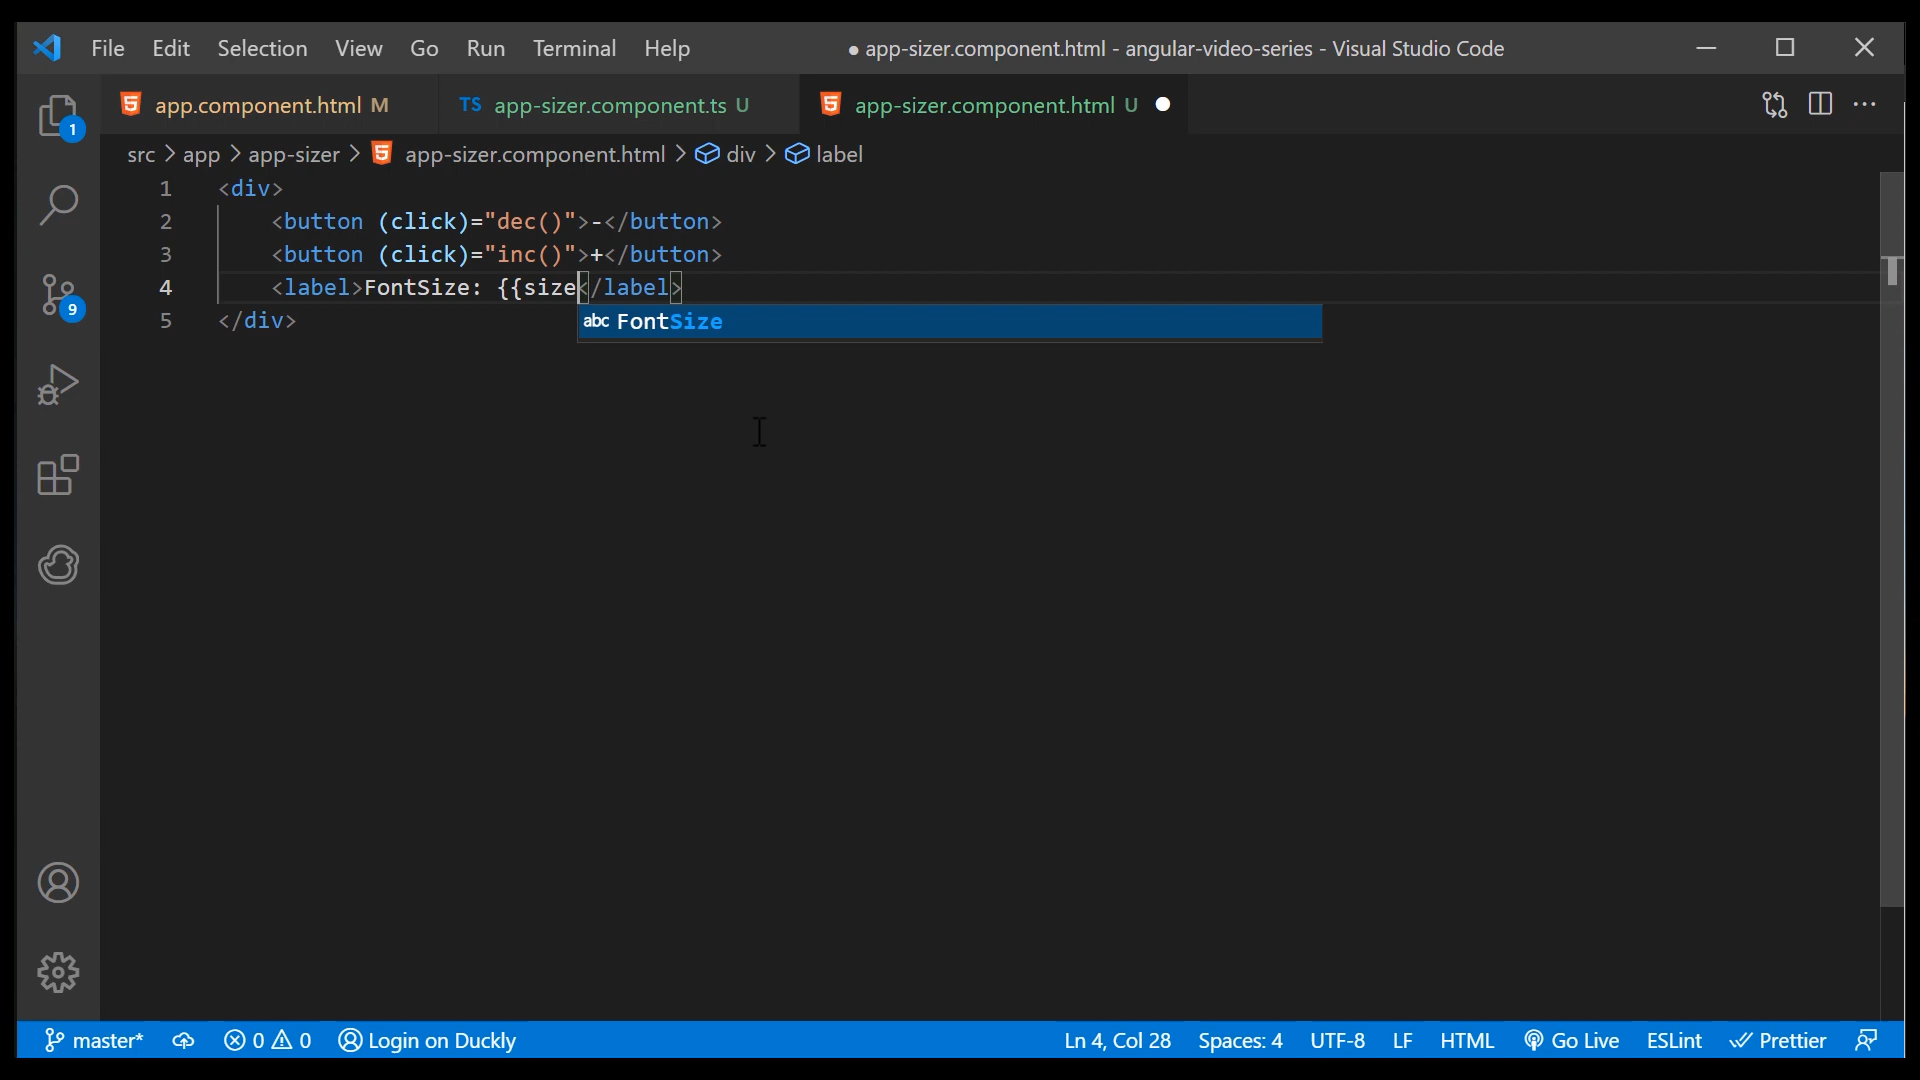 File Edit Selection View Go Run Terminal Help ● app-sizer.component.html - angular-video-series - Visual Studio Code
app.component.html M TS app-sizer.component.ts U app-sizer.component.html U ●
src > app > app-sizer > app-sizer.component.html > div > label
1
1 <div>
2 <button (click)="dec()">-</button>
3 <button (click)="inc()">+</button>
4 <label>FontSize: {{size</label>
9
5 </div>
abc FontSize
master* 0 0 Login on Duckly Ln 4, Col 28 Spaces: 4 UTF-8 LF HTML Go Live ESLint Prettier